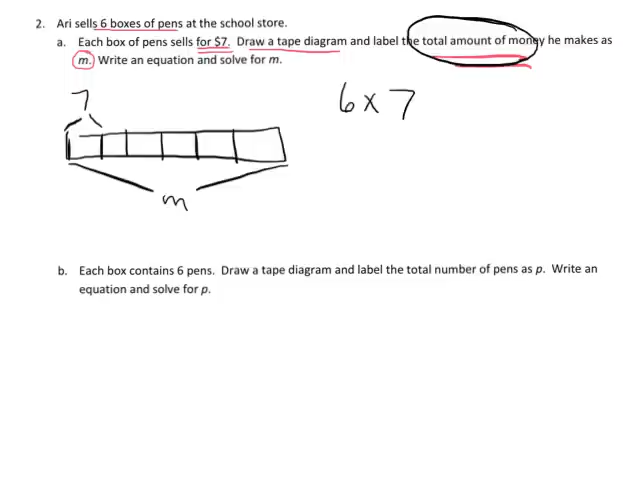 2. Ari sells 6 boxes of pens at the school store.
a. Each box of pens sells for $7. Draw a tape diagram and label the total amount of money he makes as
m. Write an equation and solve for m.
7
6 x 7
m
b. Each box contains 6 pens. Draw a tape diagram and label the total number of pens as p. Write an
equation and solve for p.